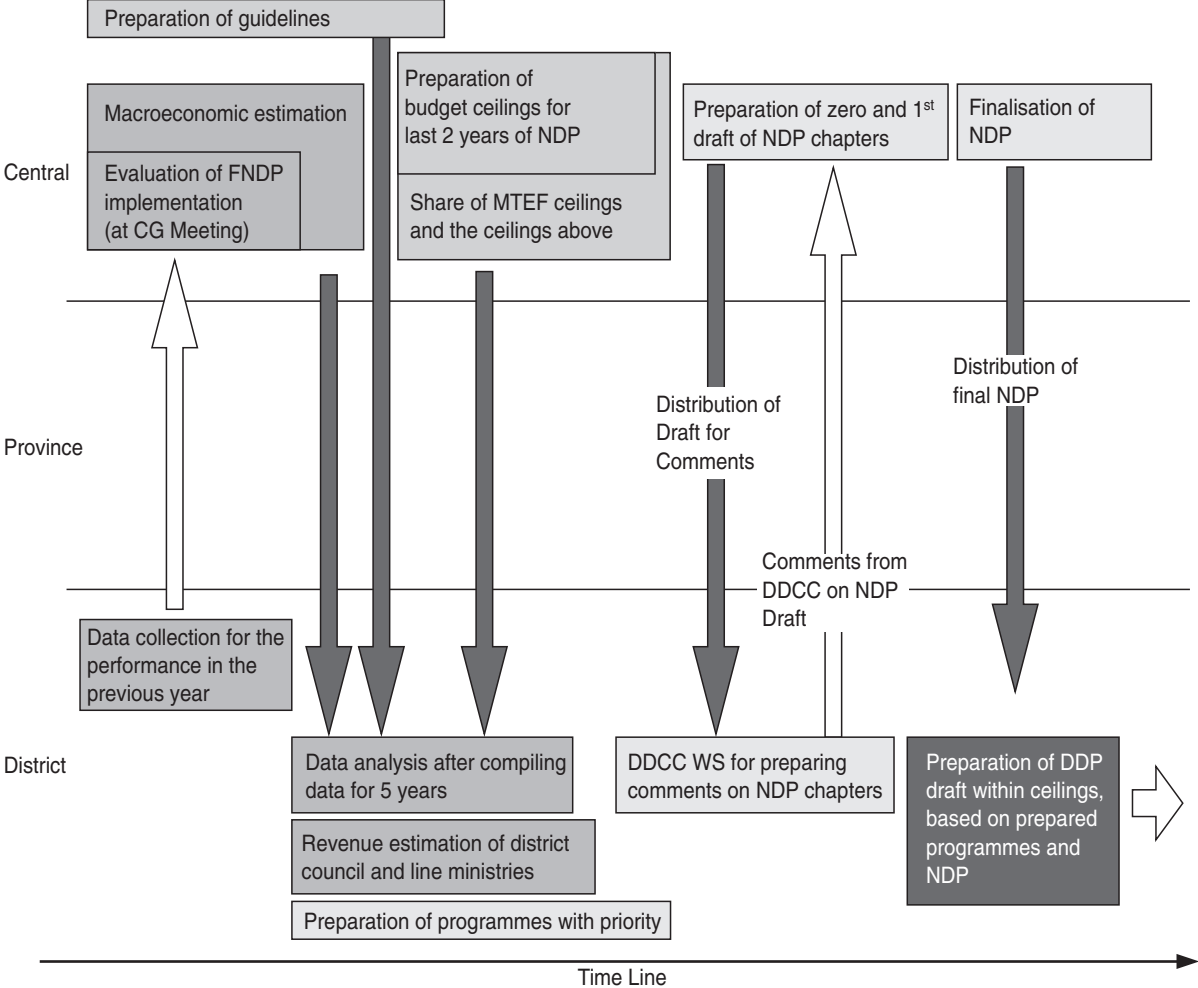 Preparation of guidelines
Macroeconomic estimation
Evaluation of FNDP
implementation
(at CG Meeting)
Preparation of
budget ceilings for
last 2 years of NDP
Share of MTEF ceilings
and the ceilings above
Preparation of zero and 1st
draft of NDP chapters
Finalisation of
NDP
Central
Province
Distribution of
Draft for
Comments
Distribution of
final NDP
Comments from
DDCC on NDP
Draft
Data collection for the
performance in the
previous year
District
Data analysis after compiling
data for 5 years
Revenue estimation of district
council and line ministries
Preparation of programmes with priority
DDCC WS for preparing
comments on NDP chapters
Preparation of DDP
draft within ceilings,
based on prepared
programmes and
NDP
Time Line